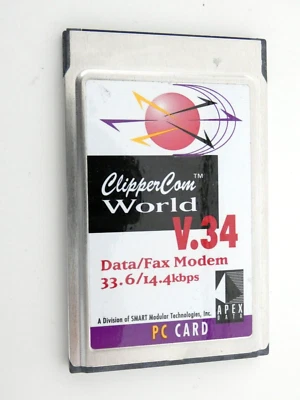 ClipperCom™
World
V.34
Data/Fax Modem
33.6/14.4kbps
A Division of SMART Modular Technologies, Inc.
APEX
DATA
PC CARD